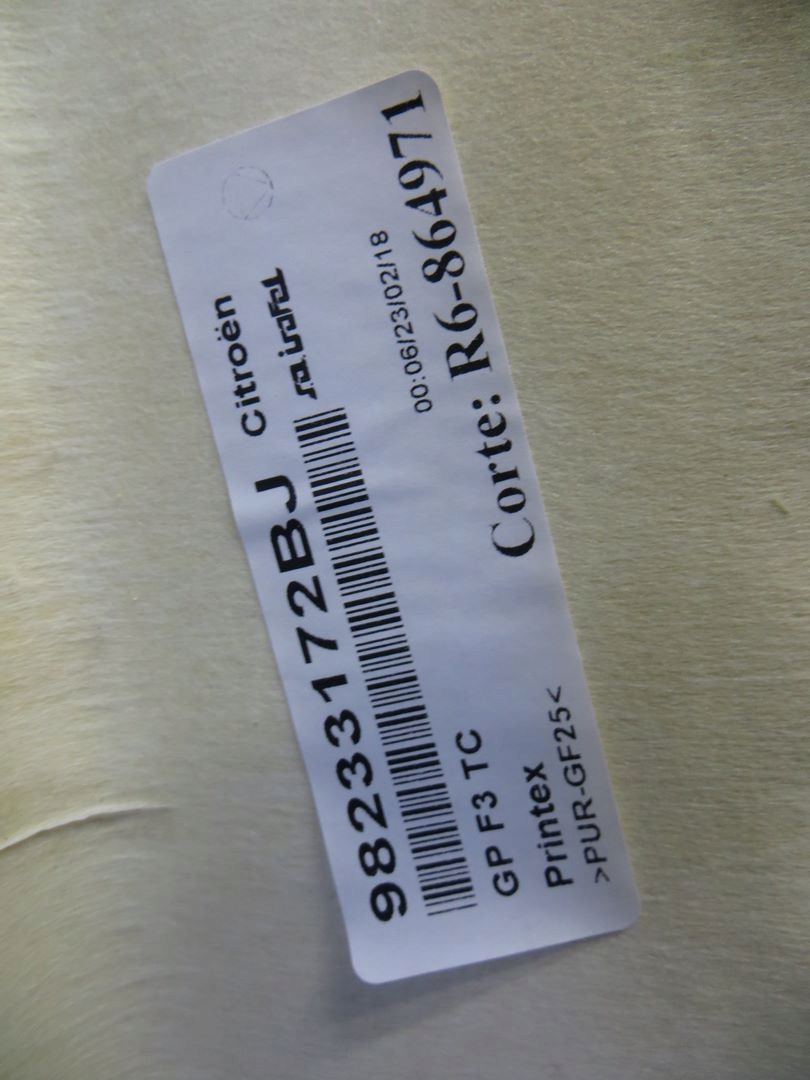 98233172BJ Citroën
GP F3 TC
00:06/23/02/18
Printex
Corte: R6-864971
>PUR-GF25<